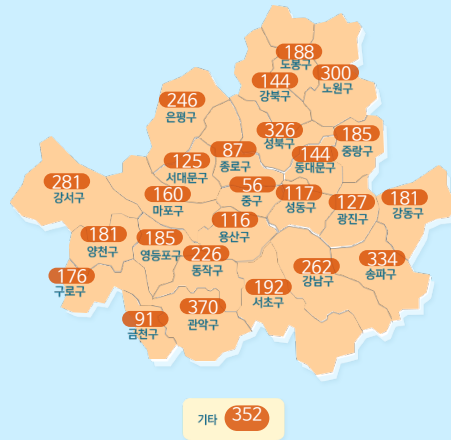 188
도봉구
300
노원구
144
강북구
246
은평구
326
성북구
185
중랑구
87
종로구
144
동대문구
125
서대문구
281
강서구
160
마포구
56
중구
117
성동구
127
광진구
181
강동구
116
용산구
181
양천구
185
영등포구
226
동작구
334
송파구
262
강남구
176
구로구
192
서초구
370
관악구
91
금천구
기타 352